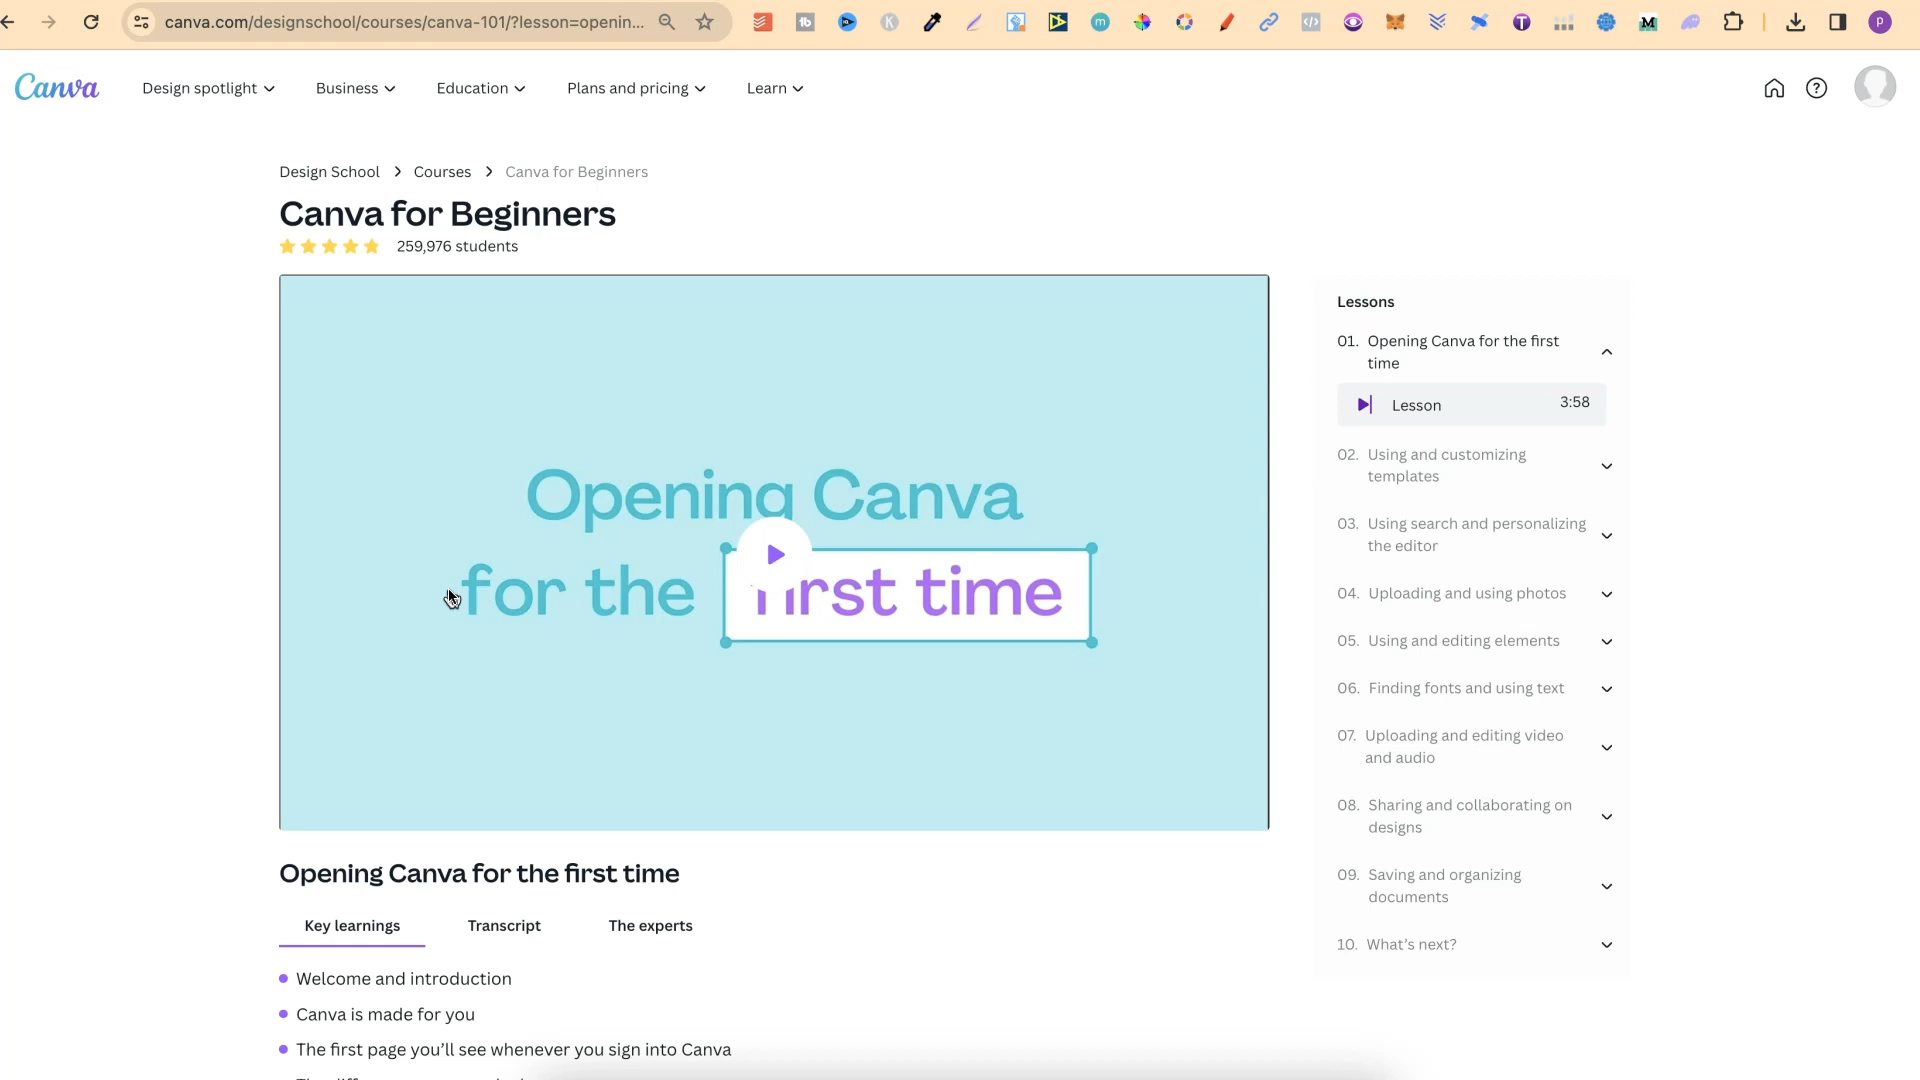 canva.com/designschool/courses/canva-101/?lesson=openin...
Canva
Design spotlight
Business
Education
Plans and pricing
Learn
Design School > Courses > Canva for Beginners
Canva for Beginners
259,976 students
Opening Canva
for the first time
Lessons
01. Opening Canva for the first
time
Lesson 3:58
02. Using and customizing
templates
03. Using search and personalizing
the editor
04. Uploading and using photos
05. Using and editing elements
06. Finding fonts and using text
07. Uploading and editing video
and audio
08. Sharing and collaborating on
designs
09. Saving and organizing
documents
10. What's next?
Opening Canva for the first time
Key learnings
Transcript
The experts
Welcome and introduction
Canva is made for you
The first page you'll see whenever you sign into Canva